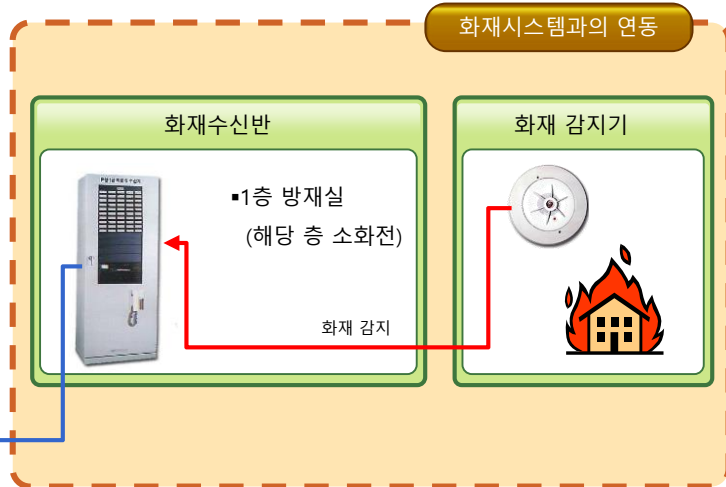 화재시스템과의 연동
화재수신반
화재 감지기
▪1층 방재실
(해당 층 소화전)
화재 감지